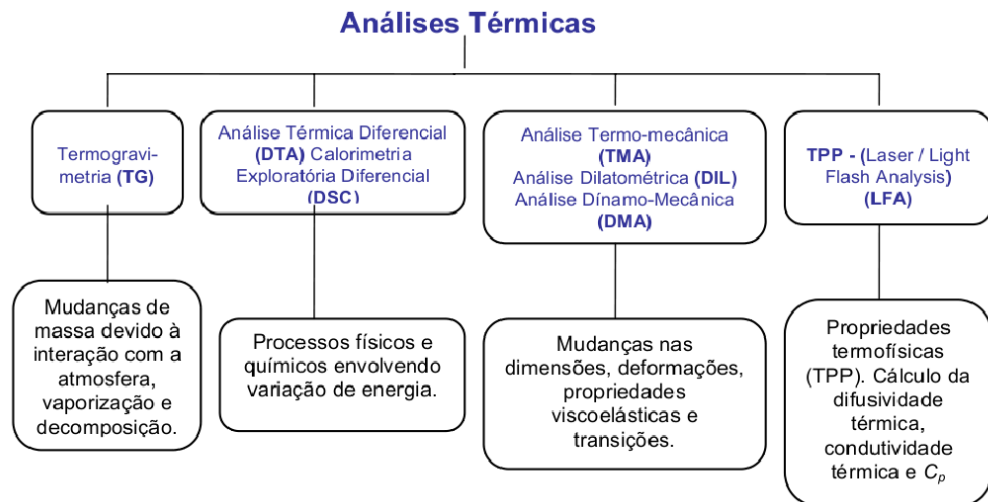 Análises Térmicas
Termogravi-
metria (TG)
Análise Térmica Diferencial
(DTA) Calorimetria
Exploratória Diferencial
(DSC)
Análise Termo-mecânica
(TMA)
Análise Dilatométrica (DIL)
Análise Dínamo-Mecânica
(DMA)
TPP - (Laser / Light
Flash Analysis)
(LFA)
Mudanças de
massa devido à
interação com a
atmosfera,
vaporização e
decomposição.
Processos físicos e
químicos envolvendo
variação de energia.
Mudanças nas
dimensões, deformações,
propriedades
viscoelásticas e
transições.
Propriedades
termofísicas
(TPP). Cálculo da
difusividade
térmica,
condutividade
térmica e Cp